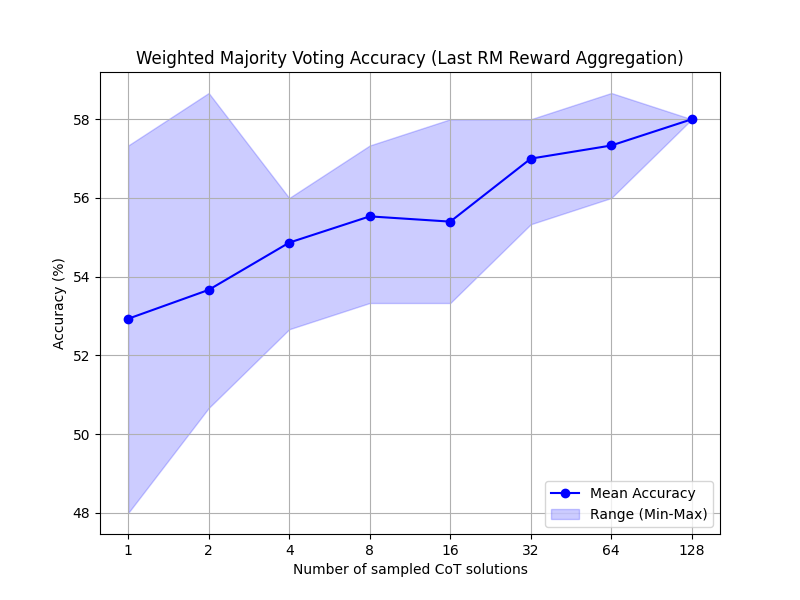 Weighted Majority Voting Accuracy (Last RM Reward Aggregation)
Accuracy (%)
58
56
54
52
50
48
Mean Accuracy
Range (Min-Max)
1 2 4 8 16 32 64 128
Number of sampled CoT solutions